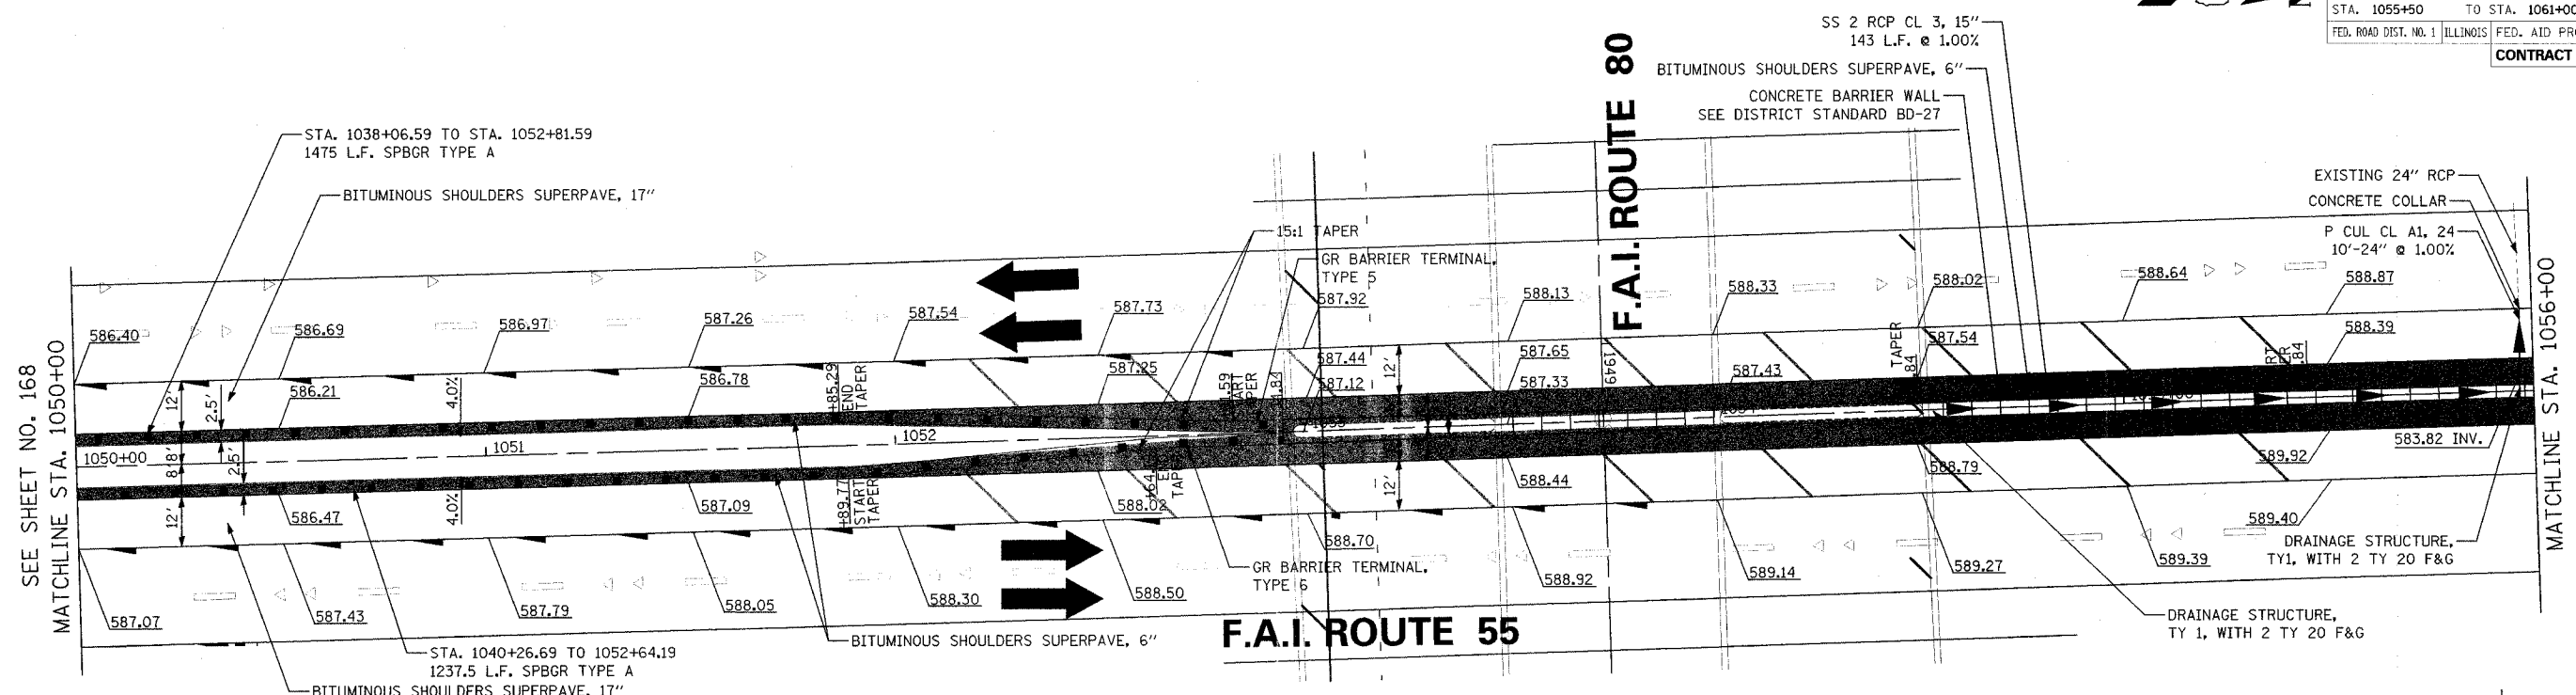 STA. 1055+50 TO STA. 1061+00
FED. ROAD DIST. NO. 1 ILLINOIS FED. AID
CONTRACT
SS 2 RCP CL 3, 15"
143 L.F. @ 1.00%
BITUMINOUS SHOULDERS SUPERPAVE, 6"
CONCRETE BARRIER WALL
SEE DISTRICT STANDARD BD-27
F.A.I. ROUTE 80
STA. 1038+06.59 TO STA. 1052+81.59
1475 L.F. SPBGR TYPE A
BITUMINOUS SHOULDERS SUPERPAVE, 17"
EXISTING 24" RCP
CONCRETE COLLAR
P CUL CL A1, 24
10'-24" @ 1.00%
15:1 TAPER
GR BARRIER TERMINAL,
TYPE 5
SEE SHEET NO. 168
MATCHLINE STA. 1050+00
MATCHLINE STA. 1056+00
586.40
586.69
586.97
587.26
587.54
587.73
587.92
588.13
588.33
588.02
588.64
588.87
586.21
586.78
587.25
587.44
587.12
587.65
587.33
587.43
587.54
588.39
12'
2.5'
4.0%
+85.29
END
TAPER
12'
1949
TAPER
1050+00
8'
8'
2.5'
1051
1052
583.82 INV.
12'
586.47
4.0%
587.09
+89.77
START
TAPER
588.02
12'
588.44
588.79
589.92
587.07
587.43
587.79
588.05
588.30
588.50
588.70
588.92
589.14
589.27
589.39
589.40
GR BARRIER TERMINAL,
TYPE 6
DRAINAGE STRUCTURE,
TY1, WITH 2 TY 20 F&G
DRAINAGE STRUCTURE,
TY 1, WITH 2 TY 20 F&G
F.A.I. ROUTE 55
BITUMINOUS SHOULDERS SUPERPAVE, 6"
STA. 1040+26.69 TO 1052+64.19
1237.5 L.F. SPBGR TYPE A
BITUMINOUS SHOULDERS SUPERPAVE, 17"